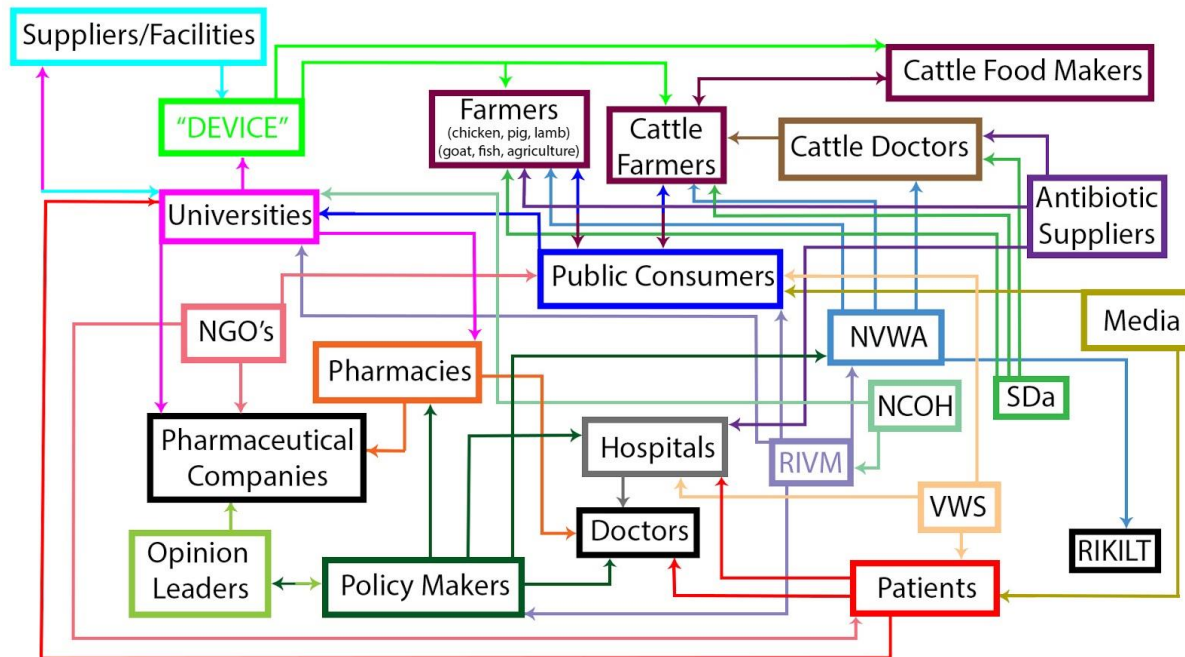 Suppliers/Facilities
Cattle Food Makers
“DEVICE”
Farmers
(chicken, pig, lamb)
(goat, fish, agriculture)
Cattle
Farmers
Cattle Doctors
Antibiotic
Suppliers
Universities
Public Consumers
NGO's
Media
NVWA
Pharmacies
SDa
NCOH
Pharmaceutical
Companies
Hospitals
RIVM
VWS
Doctors
RIKILT
Opinion
Leaders
Policy Makers
Patients